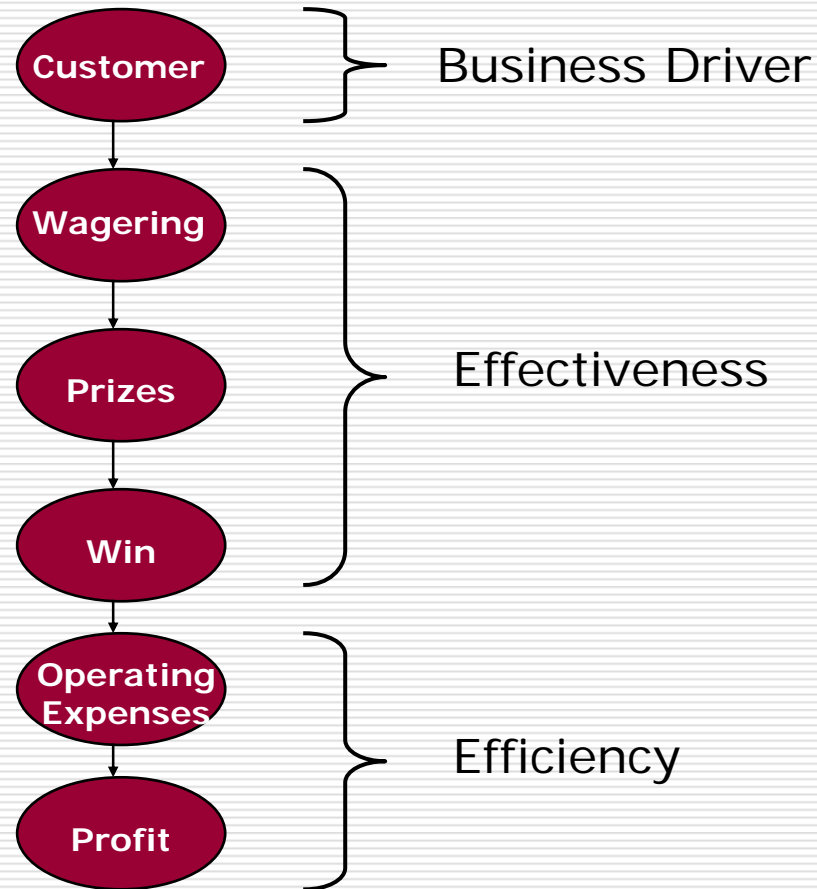 Customer
Business Driver
Wagering
Prizes
Effectiveness
Win
Operating
Expenses
Efficiency
Profit